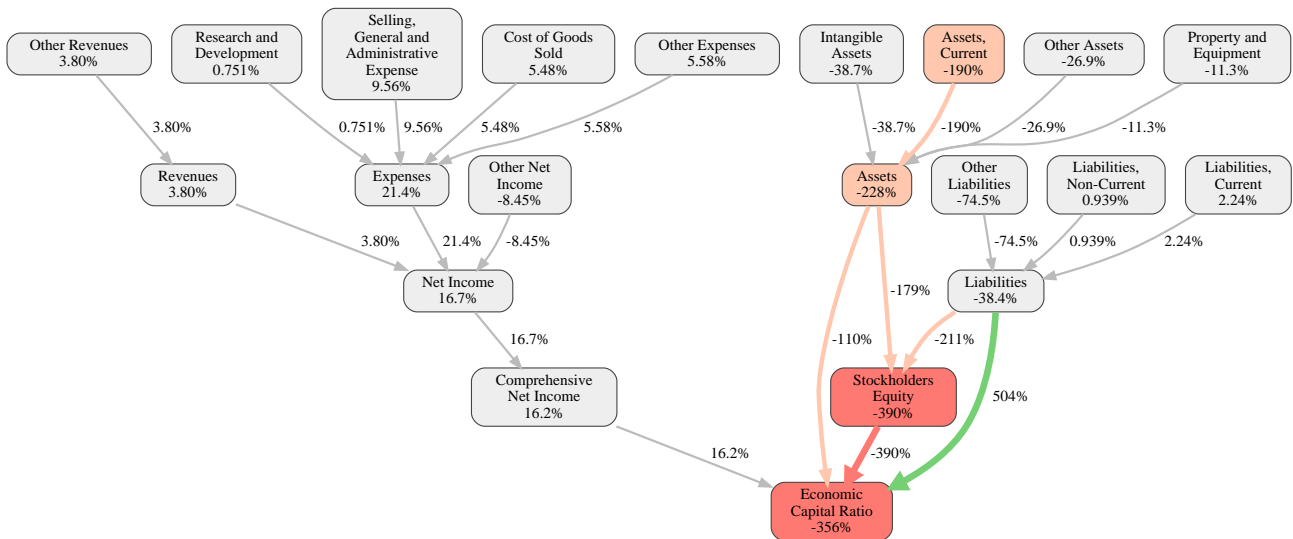 Other Revenues
3.80%
Research and
Development
0.751%
Selling,
General and
Administrative
Expense
9.56%
Cost of Goods
Sold
5.48%
Other Expenses
5.58%
Intangible
Assets
-38.7%
Assets,
Current
-190%
Other Assets
-26.9%
Property and
Equipment
-11.3%
3.80%
0.751%
9.56%
5.48%
5.58%
-38.7%
-190%
-26.9%
-11.3%
Revenues
3.80%
Expenses
21.4%
Other Net
Income
-8.45%
Assets
-228%
Other
Liabilities
-74.5%
Liabilities,
Non-Current
0.939%
Liabilities,
Current
2.24%
3.80%
21.4%
-8.45%
-74.5%
0.939%
2.24%
Net Income
16.7%
Liabilities
-38.4%
-179%
16.7%
-110%
-211%
504%
Comprehensive
Net Income
16.2%
Stockholders
Equity
-390%
16.2%
-390%
Economic
Capital Ratio
-356%